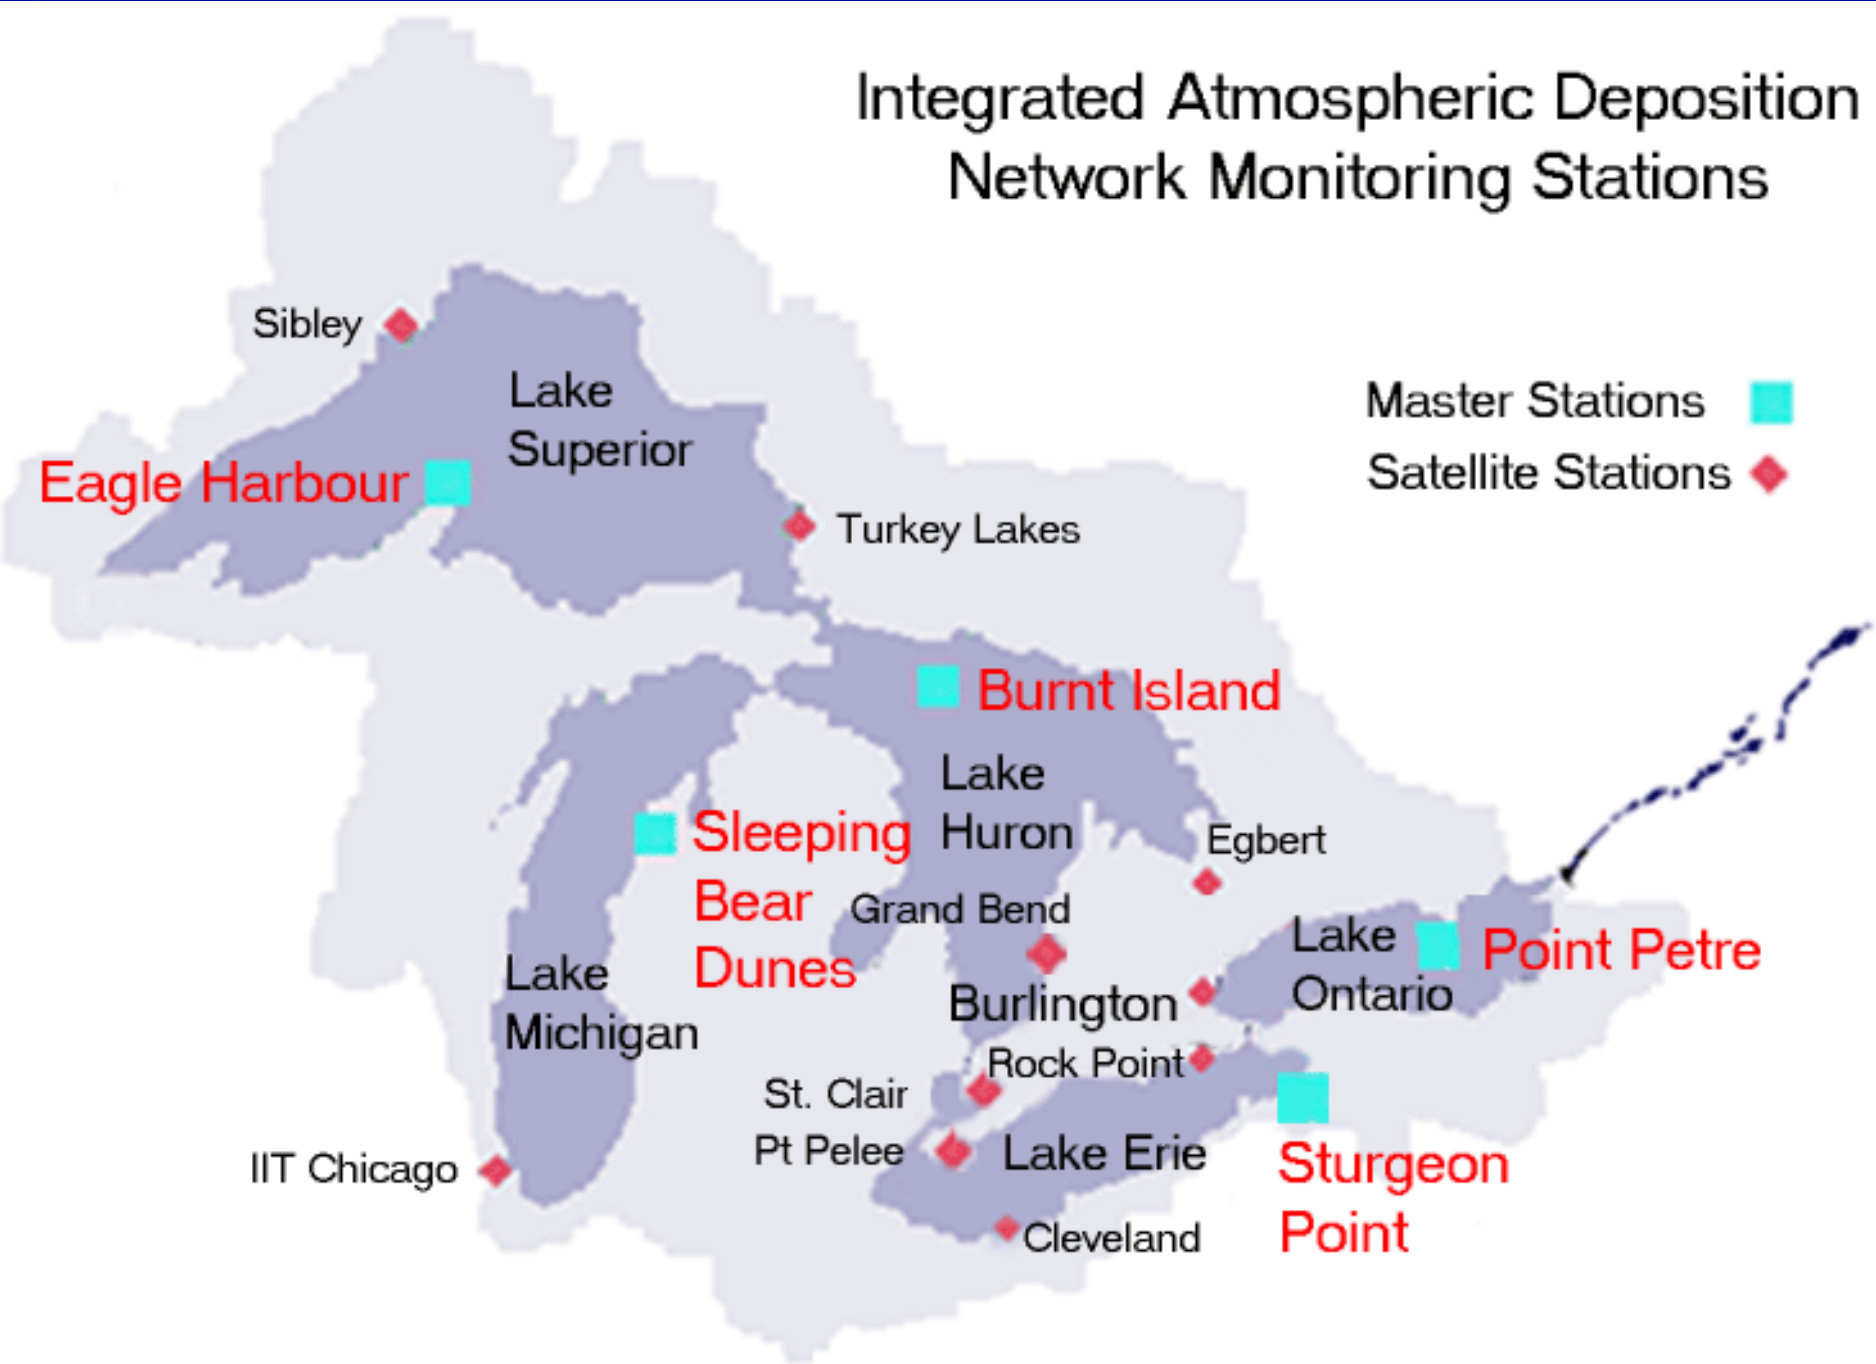 Integrated Atmospheric Deposition
Network Monitoring Stations
Sibley
Lake
Superior
Master Stations
Satellite Stations
Eagle Harbour
Turkey Lakes
Burnt Island
Lake
Huron
Sleeping
Bear
Dunes
Egbert
Grand Bend
Lake
Ontario
Point Petre
Lake
Michigan
Burlington
Rock Point
St. Clair
Pt Pelee
Lake Erie
IIT Chicago
Sturgeon
Point
Cleveland